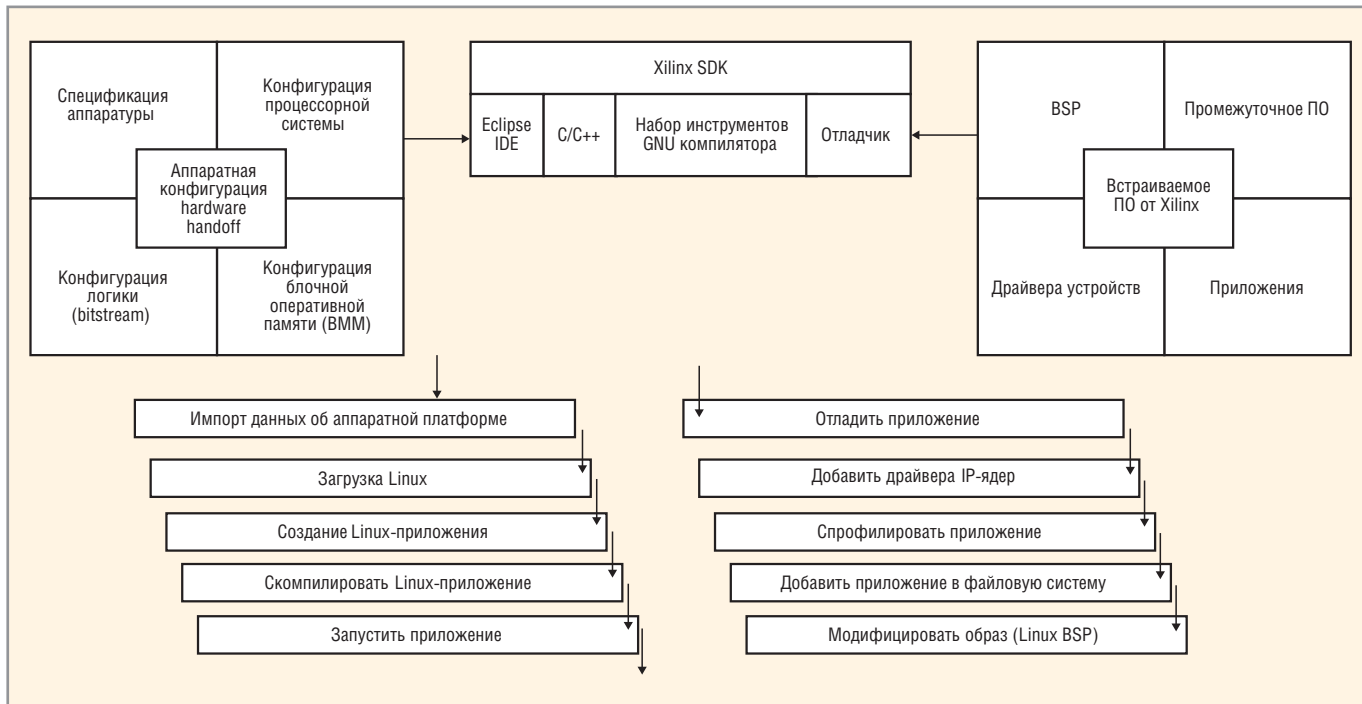 Спецификация
аппаратуры
Конфигурация
процессорной
системы
Аппаратная
конфигурация
hardware
handoff
Конфигурация
логики
(bitstream)
Конфигурация
блочной
оперативной
памяти (BMM)
Xilinx SDK
Eclipse
IDE
C/C++
Набор инструментов
GNU компилятора
Отладчик
BSP
Промежуточное ПО
Встраиваемое
ПО от Xilinx
Драйвера устройств
Приложения
Импорт данных об аппаратной платформе
Загрузка Linux
Создание Linux-приложения
Скомпилировать Linux-приложение
Запустить приложение
Отладить приложение
Добавить драйвера IP-ядер
Спрофилировать приложение
Добавить приложение в файловую систему
Модифицировать образ (Linux BSP)